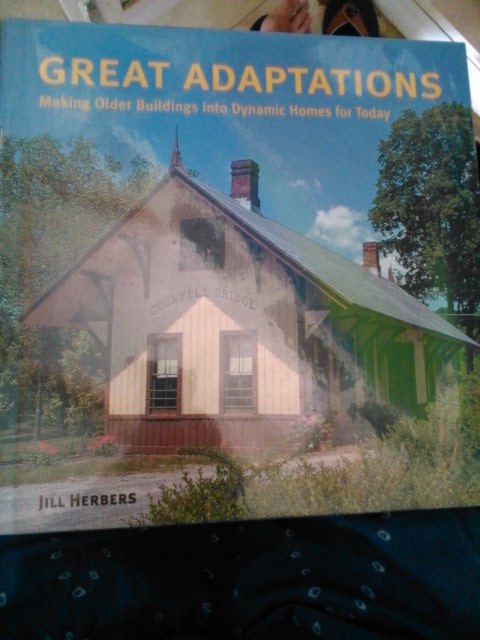 GREAT ADAPTATIONS
Making Older Buildings into Dynamic Homes for Today
CORNWALL BRIDGE
JILL HERBERS